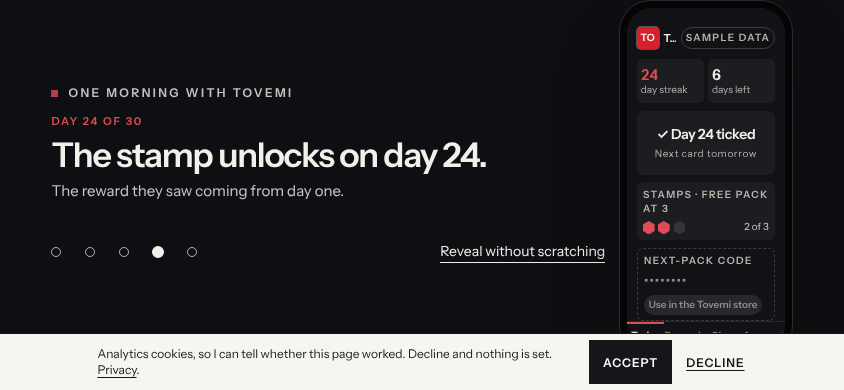 ONE MORNING WITH TOVEMI
DAY 24 OF 30
The stamp unlocks on day 24.
The reward they saw coming from day one.
Reveal without scratching
TO T… SAMPLE DATA
24 6
day streak days left
✓ Day 24 ticked
Next card tomorrow
STAMPS · FREE PACK
AT 3
2 of 3
NEXT-PACK CODE
••••••••
Use in the Tovemi store
Analytics cookies, so I can tell whether this page worked. Decline and nothing is set.
Privacy.
ACCEPT DECLINE